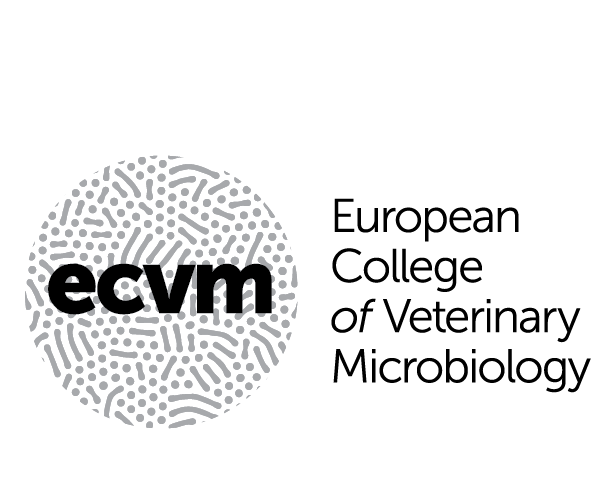 ecvm
European
College
of Veterinary
Microbiology